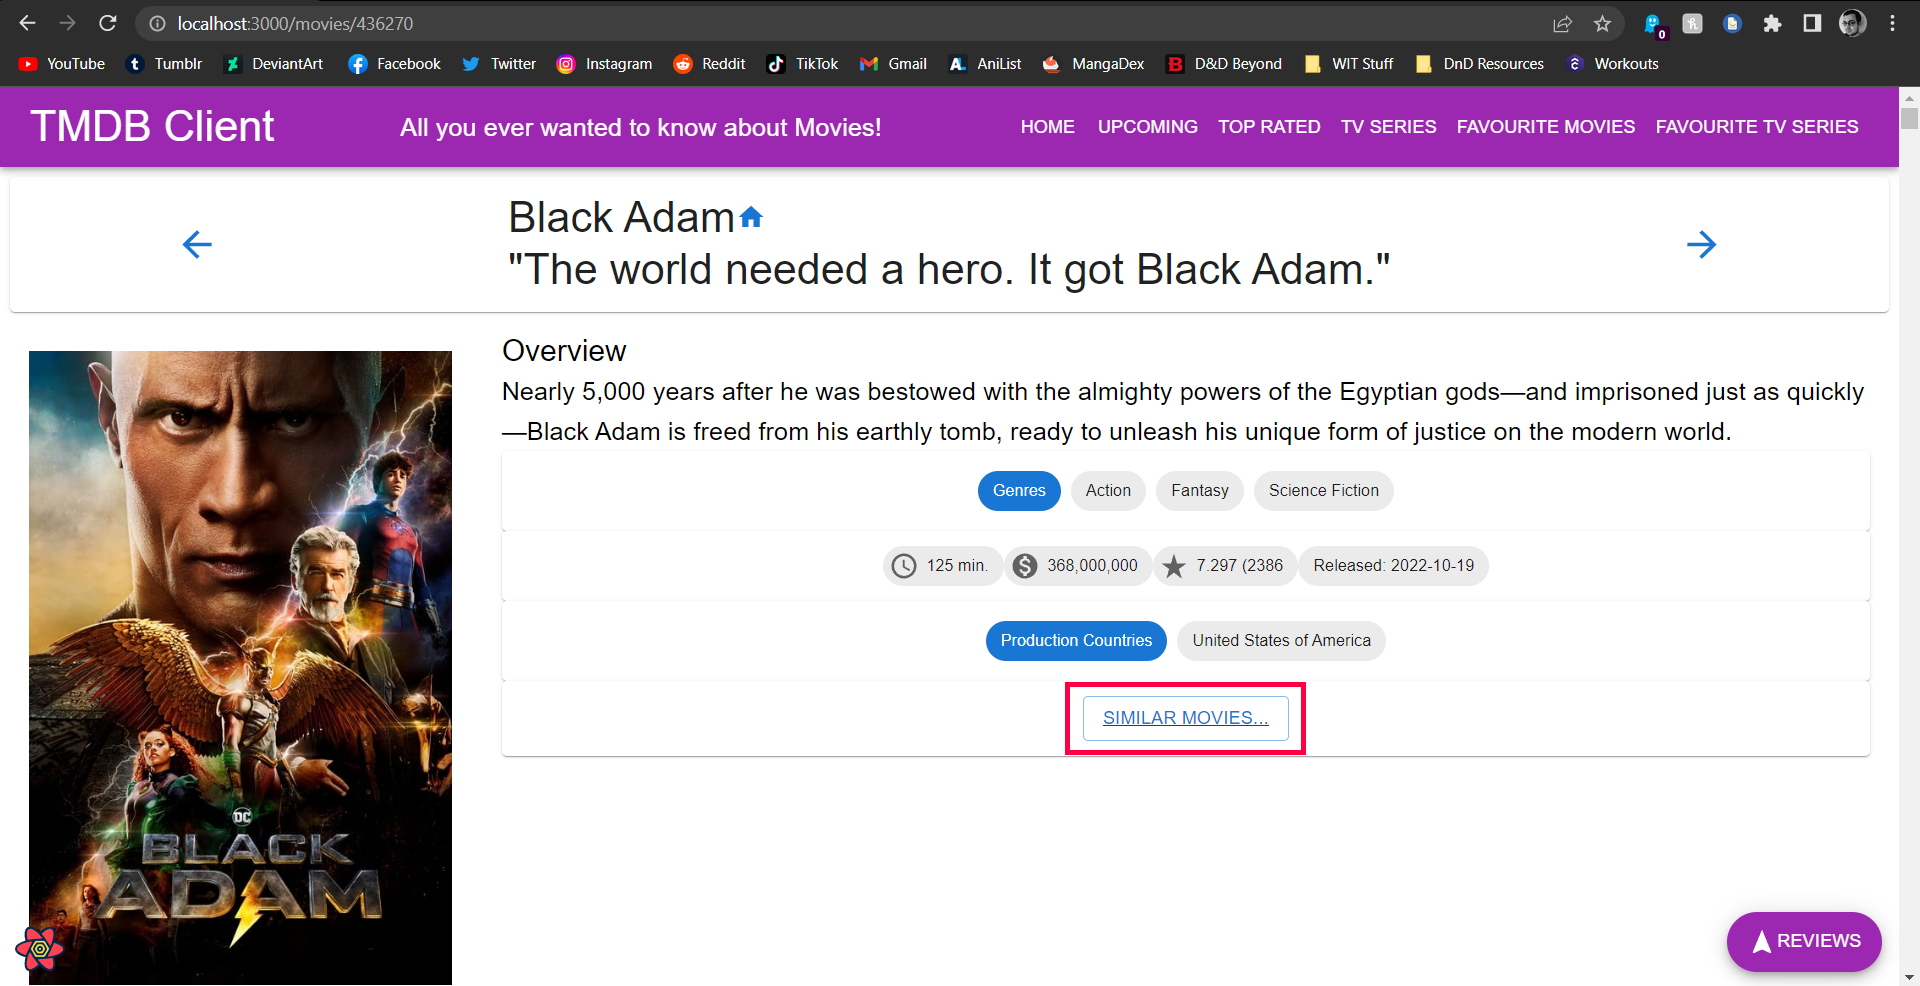 localhost:3000/movies/436270
0
YouTube Tumblr DeviantArt Facebook Twitter Instagram Reddit TikTok Gmail AniList MangaDex D&D Beyond WIT Stuff DnD Resources Workouts
TMDB Client All you ever wanted to know about Movies! HOME UPCOMING TOP RATED TV SERIES FAVOURITE MOVIES FAVOURITE TV SERIES
Black Adam
"The world needed a hero. It got Black Adam."
Overview
Nearly 5,000 years after he was bestowed with the almighty powers of the Egyptian gods—and imprisoned just as quickly
—Black Adam is freed from his earthly tomb, ready to unleash his unique form of justice on the modern world.
Genres Action Fantasy Science Fiction
125 min. 368,000,000 7.297 (2386 Released: 2022-10-19
Production Countries United States of America
SIMILAR MOVIES...
DC
BLACK
ADAM
REVIEWS